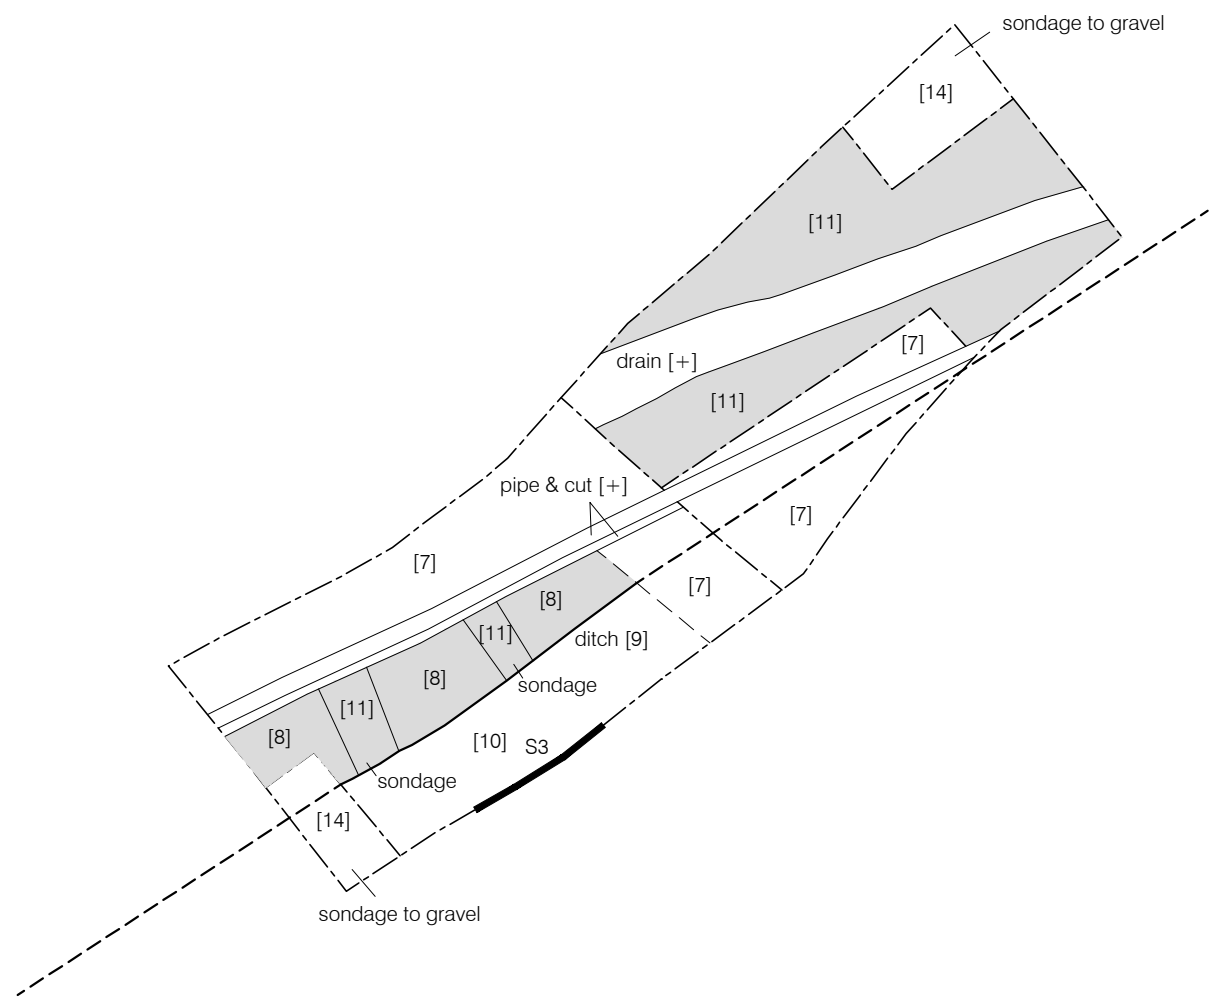 sondage to gravel
[14]
[11]
[7]
drain [+]
[11]
pipe & cut [+]
[7]
[7]
[7]
[8]
[11]
ditch [9]
[8]
sondage
[11]
[8]
[10]
S3
sondage
[14]
sondage to gravel